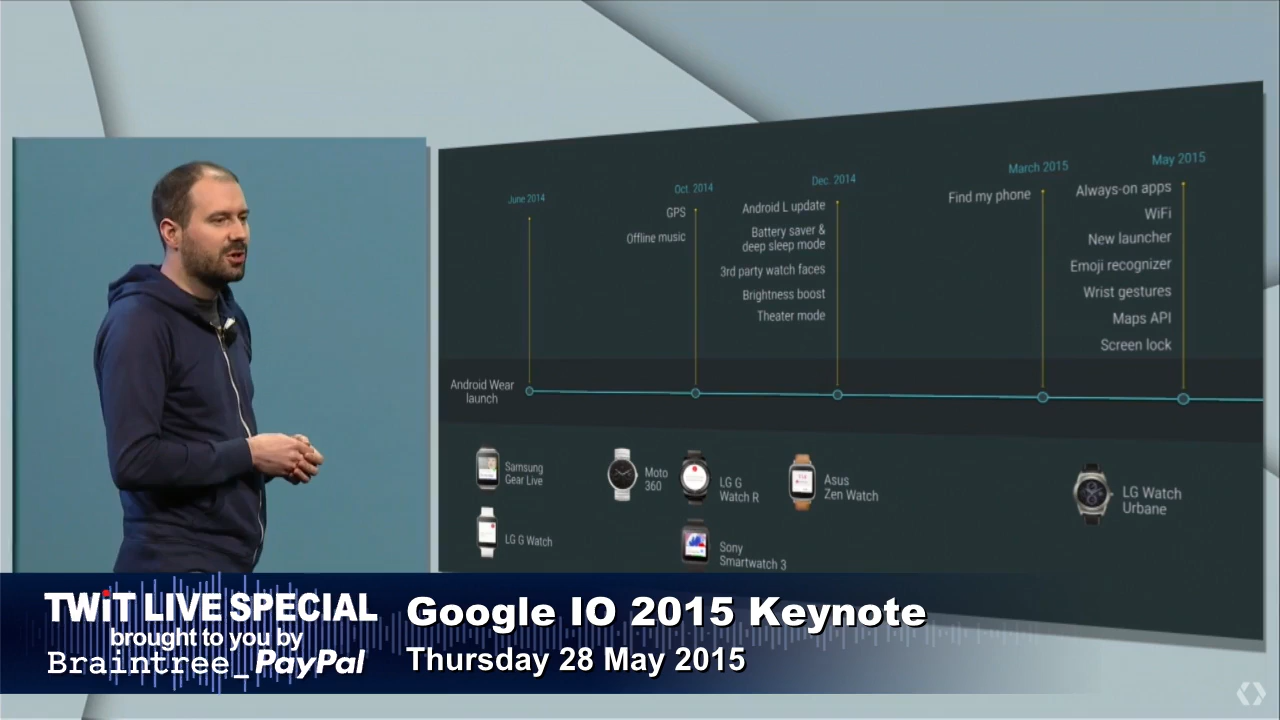 June 2014
Oct. 2014
GPS
Offline music
Dec. 2014
Android L update
Battery saver &
deep sleep mode
3rd party watch faces
Brightness boost
Theater mode
March 2015
Find my phone
May 2015
Always-on apps
WiFi
New launcher
Emoji recognizer
Wrist gestures
Maps API
Screen lock
Android Wear
launch
Samsung
Gear Live
LG G Watch
Moto
360
LG G
Watch R
Sony
Smartwatch 3
Asus
Zen Watch
LG Watch
Urbane
TWiT LIVE SPECIAL
brought to you by
Braintree_PayPal
Google IO 2015 Keynote
Thursday 28 May 2015